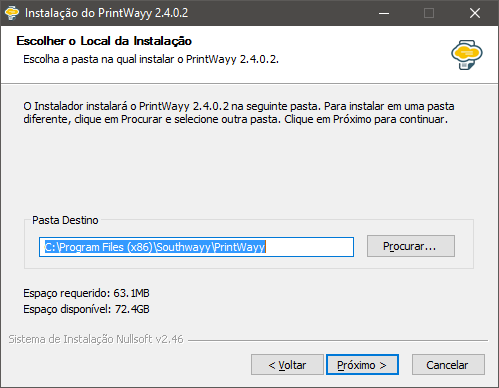 Instalação do PrintWayy 2.4.0.2
Escolher o Local da Instalação
Escolha a pasta na qual instalar o PrintWayy 2.4.0.2.
O Instalador instalará o PrintWayy 2.4.0.2 na seguinte pasta. Para instalar em uma pasta
diferente, clique em Procurar e selecione outra pasta. Clique em Próximo para continuar.
Pasta Destino
C:\Program Files (x86)\Southwayy\PrintWayy
Procurar...
Espaço requerido: 63.1MB
Espaço disponível: 72.4GB
Sistema de Instalação Nullsoft v2.46
< Voltar
Próximo >
Cancelar